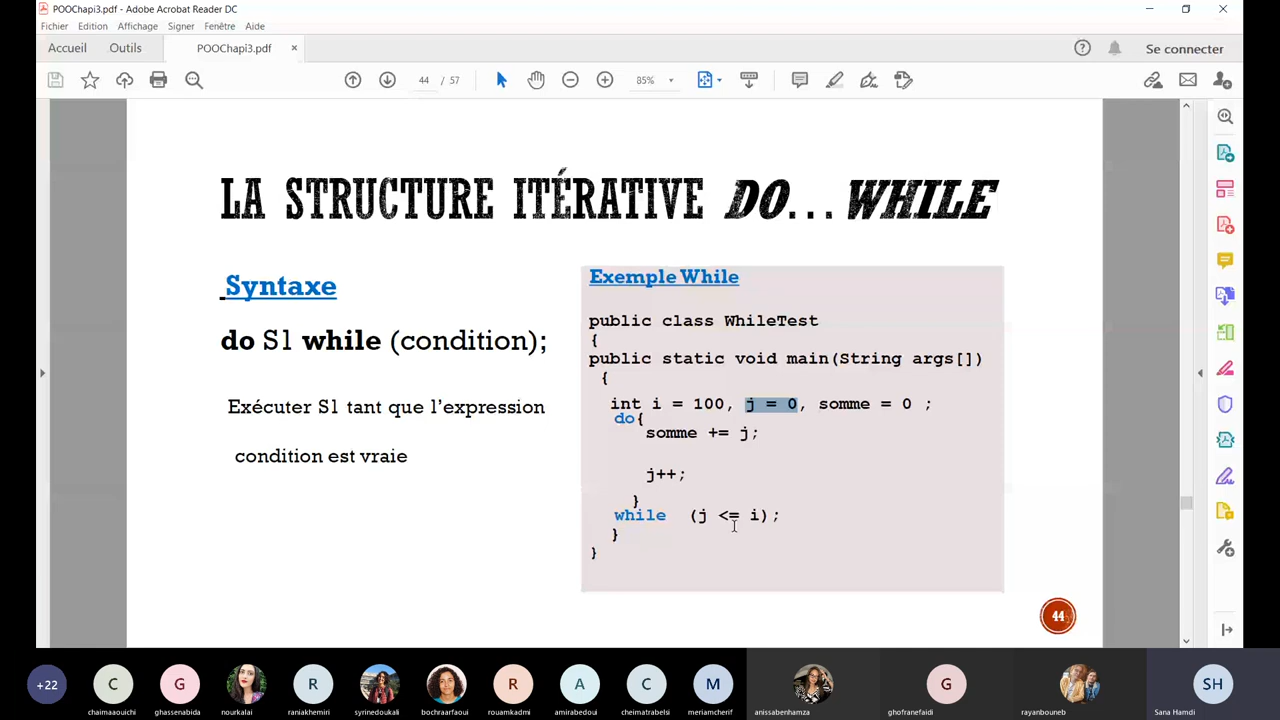 POOChapi3.pdf - Adobe Acrobat Reader DC
Fichier Edition Affichage Signer Fenêtre Aide
Accueil Outils POOChapi3.pdf × Se connecter
44 / 57 85%
LA STRUCTURE ITÉRATIVE DO...WHILE
Syntaxe
do S1 while (condition);
Exécuter S1 tant que l'expression
condition est vraie
Exemple While
public class WhileTest
{
public static void main(String args[])
{
int i = 100, j = 0, somme = 0 ;
do{
somme += j;
j++;
}
while (j <= i);
}
}
44
+22 C G R R A C M G SH
chaimaaouichi ghassenabida nourkalai raniakhemiri syrinedoukali bochraarfaoui rouamkadmi amirabedoui cheimatrabelsi meriamcherif anissabenhamza ghofranefaidi rayanbouneb Sana Hamdi